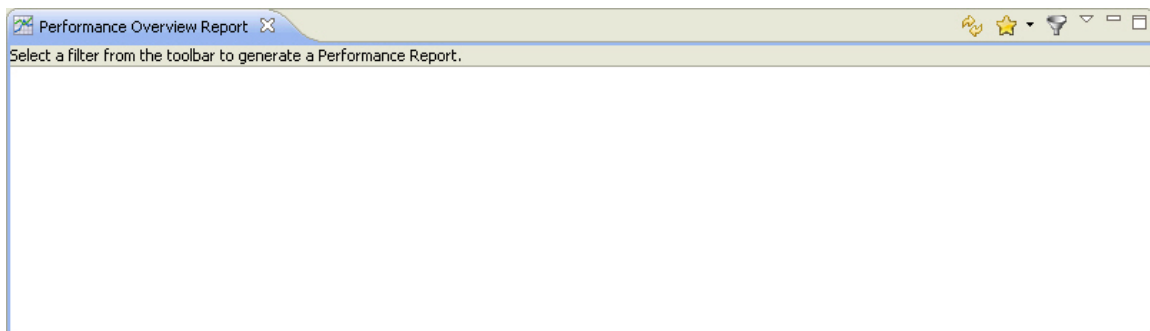 Performance Overview Report
Select a filter from the toolbar to generate a Performance Report.